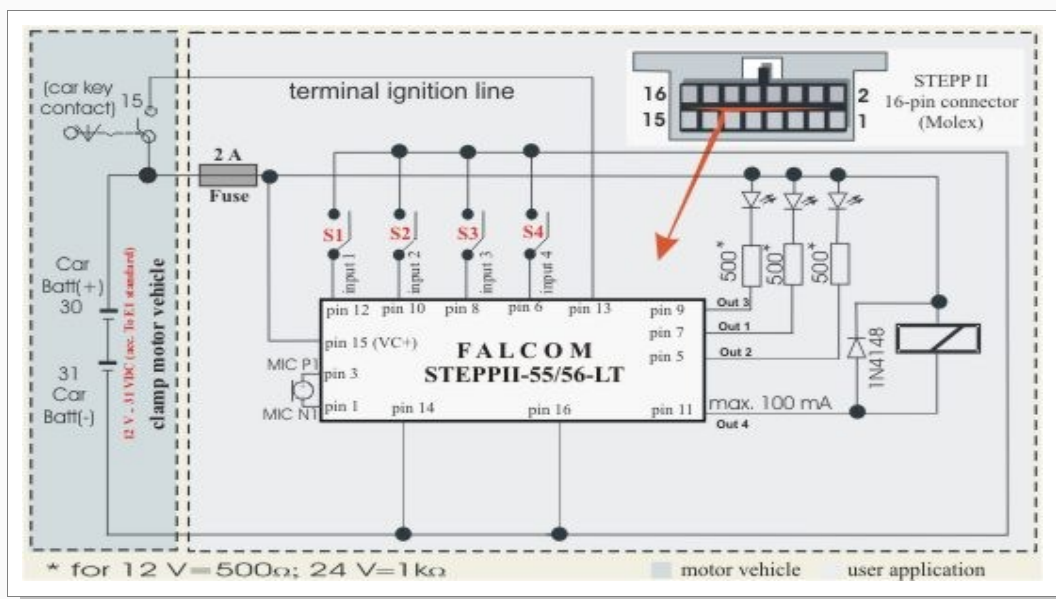 (car key
contact)
15
terminal ignition line
STEPP II
16-pin connector
(Molex)
16
2
15
1
2 A
Fuse
S1
S2
S3
S4
input 1
input 2
input 3
input 4
500*
500*
500*
Car
Batt(+)
30
31
Car
Batt(-)
12 V - 31 VDC (acc. To E1 standard)
clamp motor vehicle
pin 12
pin 10
pin 8
pin 6
pin 13
pin 9
Out 3
pin 7
Out 1
pin 5
Out 2
pin 15 (VC+)
FALCOM
STEPPII-55/56-LT
MIC P1
pin 3
MIC N1
pin 1
pin 14
pin 16
pin 11
max. 100 mA
Out 4
1N4148
* for 12 V=500Ω; 24 V=1kΩ
motor vehicle
user application